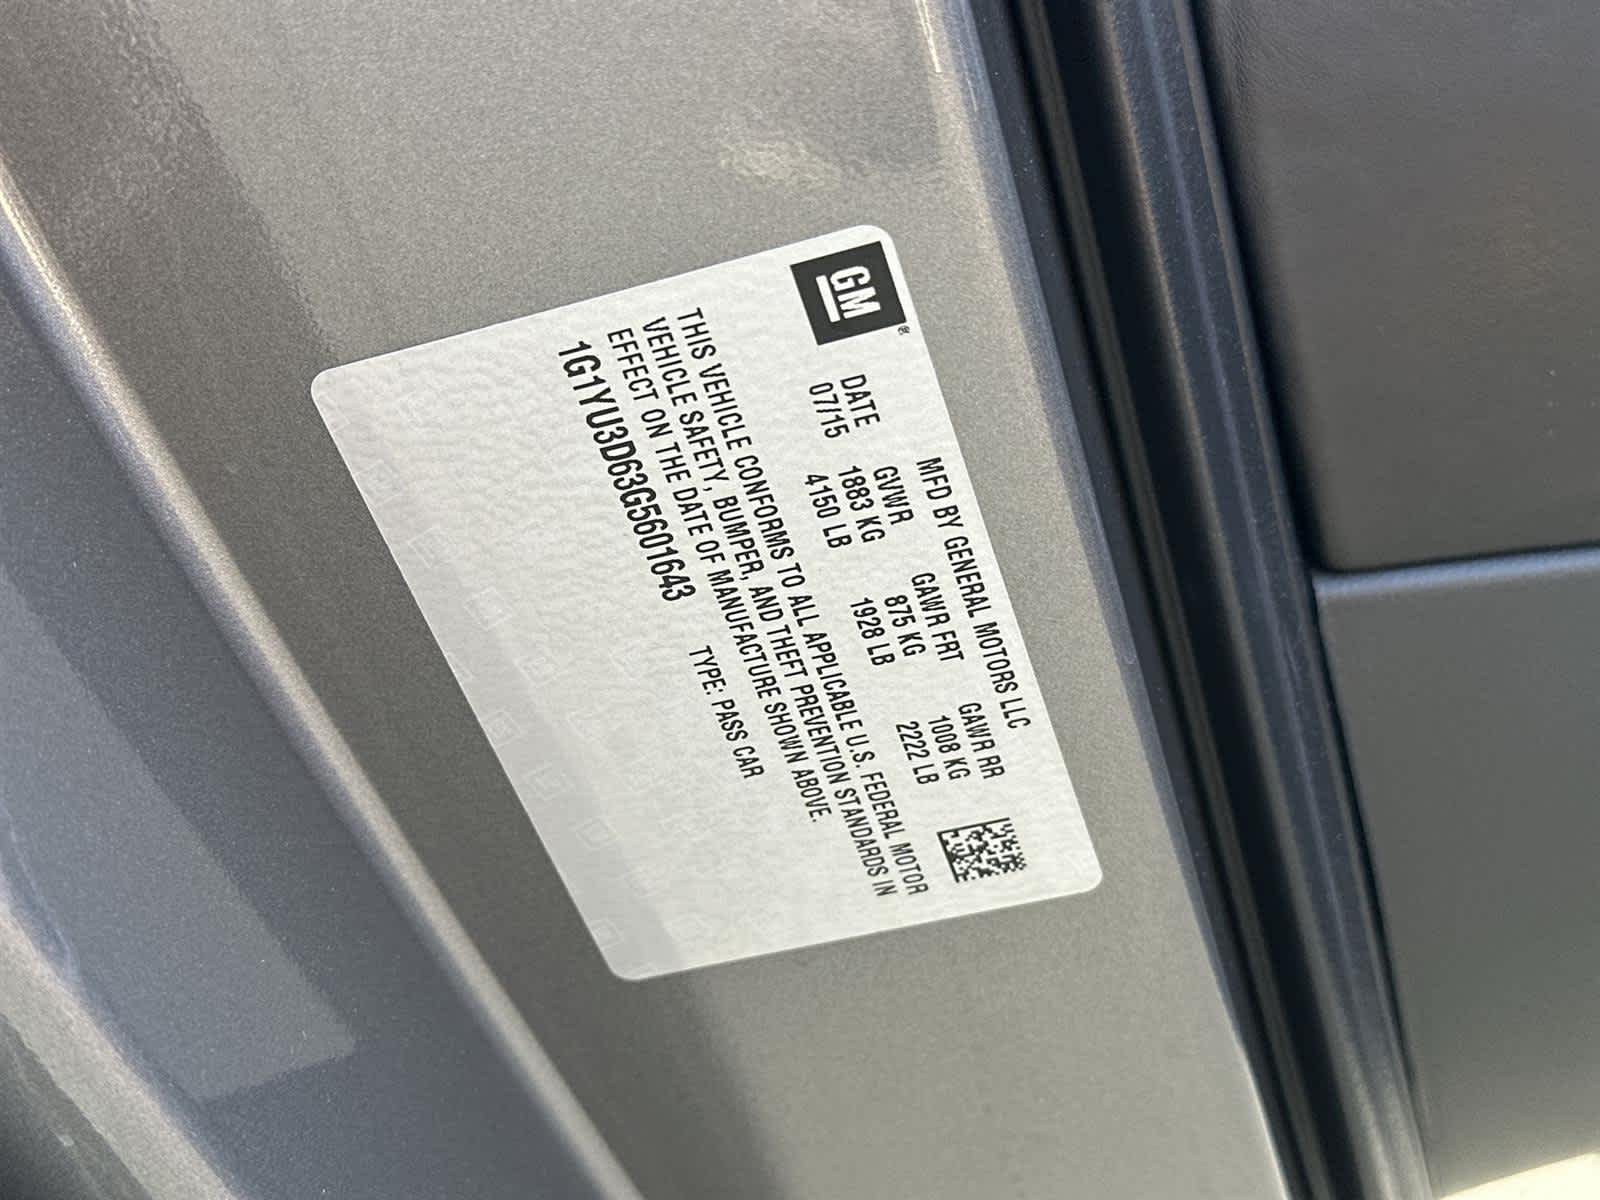 GM®
MFD BY GENERAL MOTORS LLC
DATE GVWR GAWR FRT GAWR RR
07/15 1883 KG 875 KG 1008 KG
4150 LB 1928 LB 2222 LB
THIS VEHICLE CONFORMS TO ALL APPLICABLE U.S. FEDERAL MOTOR
VEHICLE SAFETY, BUMPER, AND THEFT PREVENTION STANDARDS IN
EFFECT ON THE DATE OF MANUFACTURE SHOWN ABOVE.
1G1YU3D63G5601643 TYPE: PASS CAR